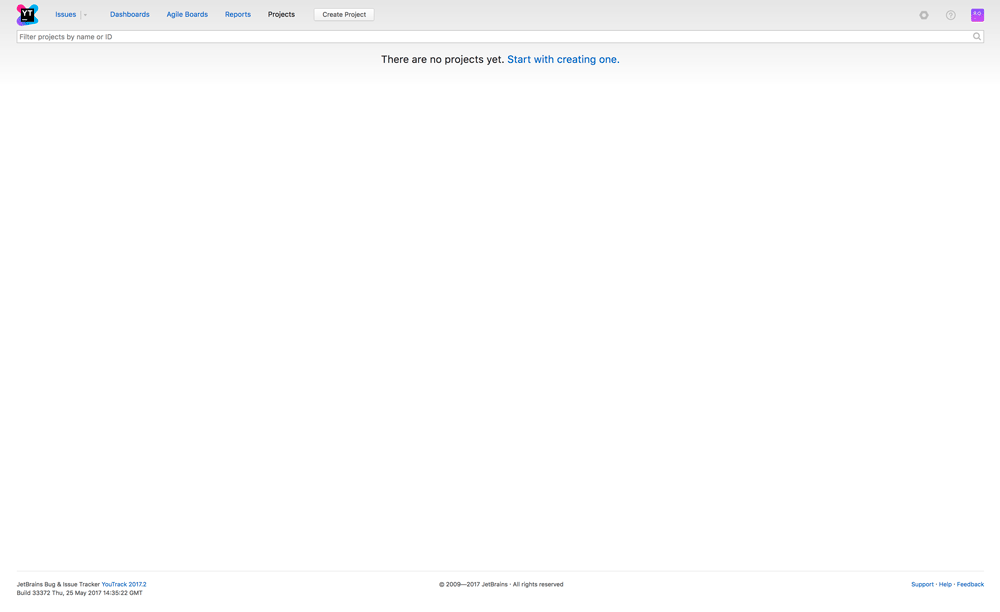 YT
Issues
Dashboards
Agile Boards
Reports
Projects
Create Project
Filter projects by name or ID
There are no projects yet. Start with creating one.
JetBrains Bug & Issue Tracker YouTrack 2017.2
Build 33372 Thu, 25 May 2017 14:35:22 GMT
© 2009—2017 JetBrains · All rights reserved
Support · Help · Feedback